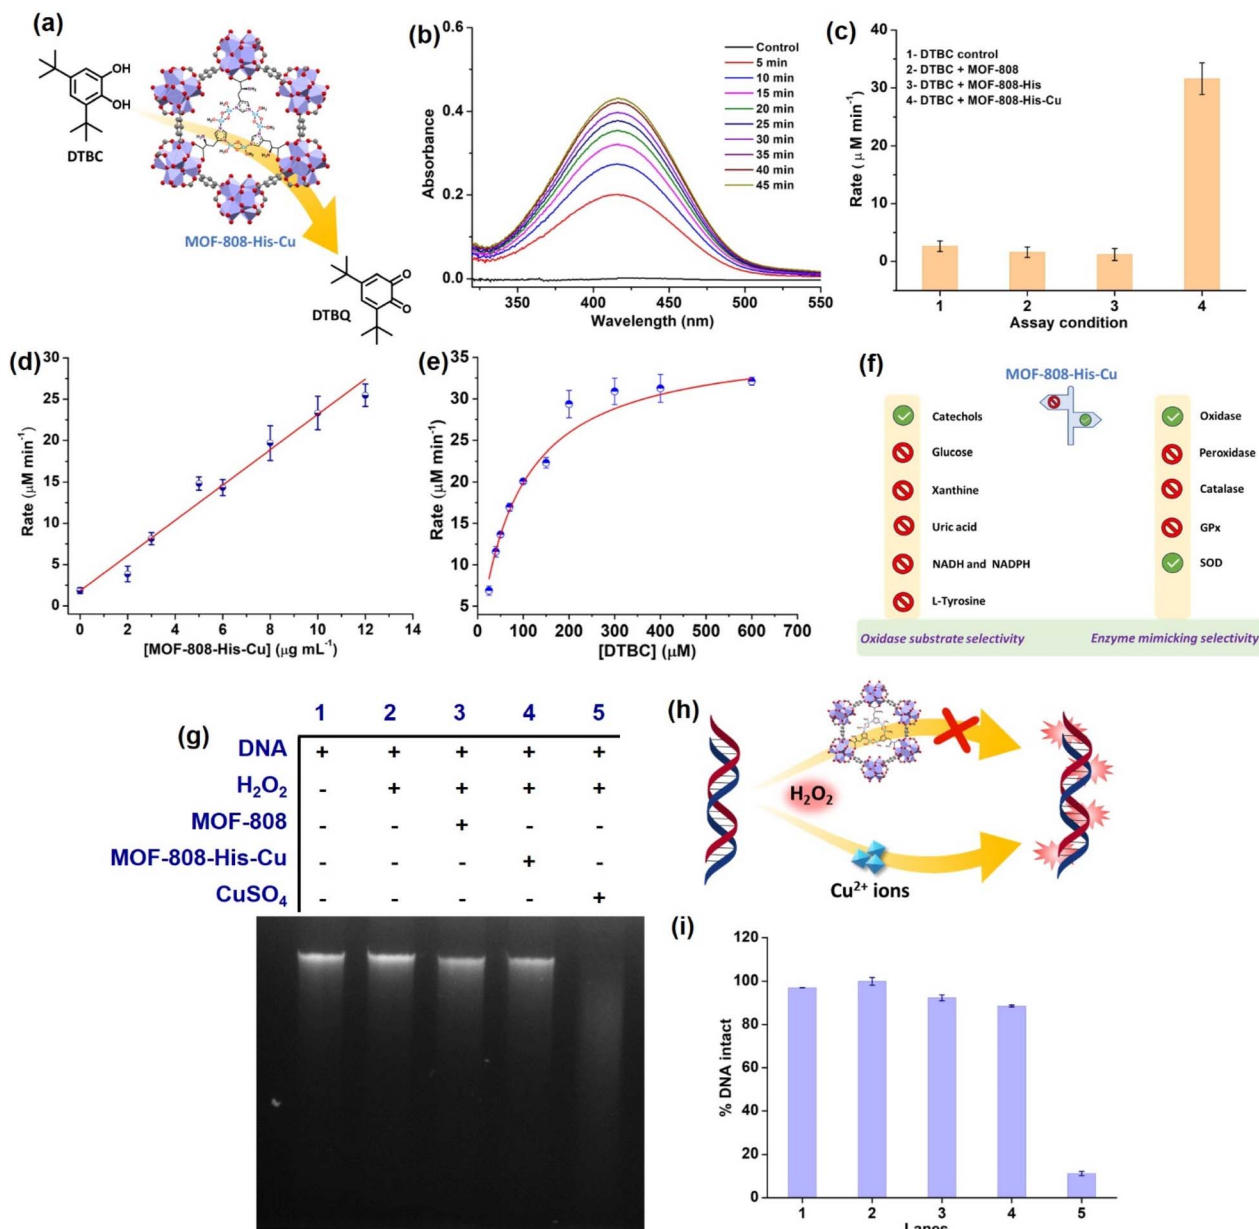 (a)
OH
OH
DTBC
MOF-808-His-Cu
O
O
DTBQ
(b)
0.6
0.4
0.2
0.0
Absorbance
350 400 450 500 550
Wavelength (nm)
Control
5 min
10 min
15 min
20 min
25 min
30 min
35 min
40 min
45 min
(c)
40
30
20
10
0
Rate ( μ M min-1)
1- DTBC control
2- DTBC + MOF-808
3- DTBC + MOF-808-His
4- DTBC + MOF-808-His-Cu
1 2 3 4
Assay condition
(d)
30
25
20
15
10
5
0
Rate (μM min-1)
0 2 4 6 8 10 12 14
[MOF-808-His-Cu] (μg mL-1)
(e)
35
30
25
20
15
10
5
Rate (μM min-1)
0 100 200 300 400 500 600 700
[DTBC] (μM)
(f)
MOF-808-His-Cu
Catechols
Glucose
Xanthine
Uric acid
NADH and NADPH
L-Tyrosine
Oxidase substrate selectivity
Oxidase
Peroxidase
Catalase
GPx
SOD
Enzyme mimicking selectivity
(g)
1 2 3 4 5
DNA + + + + +
H2O2 - + + + +
MOF-808 - - + - -
MOF-808-His-Cu - - - + -
CuSO4 - - - - +
(h)
H2O2
Cu2+ ions
(i)
120
100
80
60
40
20
0
% DNA intact
1 2 3 4 5
Lanes